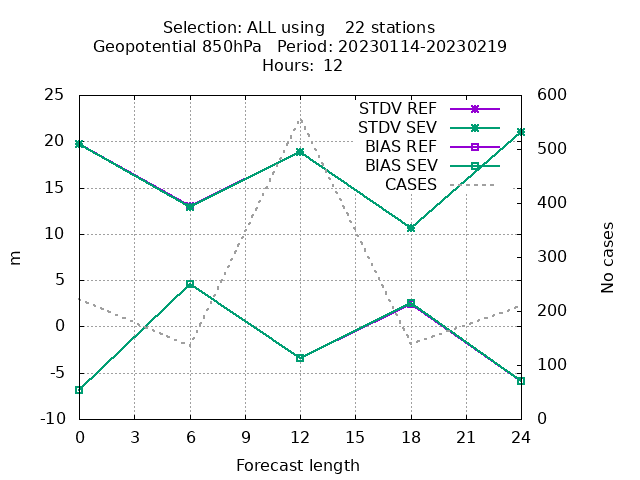 Selection: ALL using    22 stations
Geopotential 850hPa   Period: 20230114-20230219
Hours: 12
STDV REF
STDV SEV
BIAS REF
BIAS SEV
CASES
25
20
15
10
5
0
-5
-10
m
600
500
400
300
200
100
0
No cases
0 3 6 9 12 15 18 21 24
Forecast length